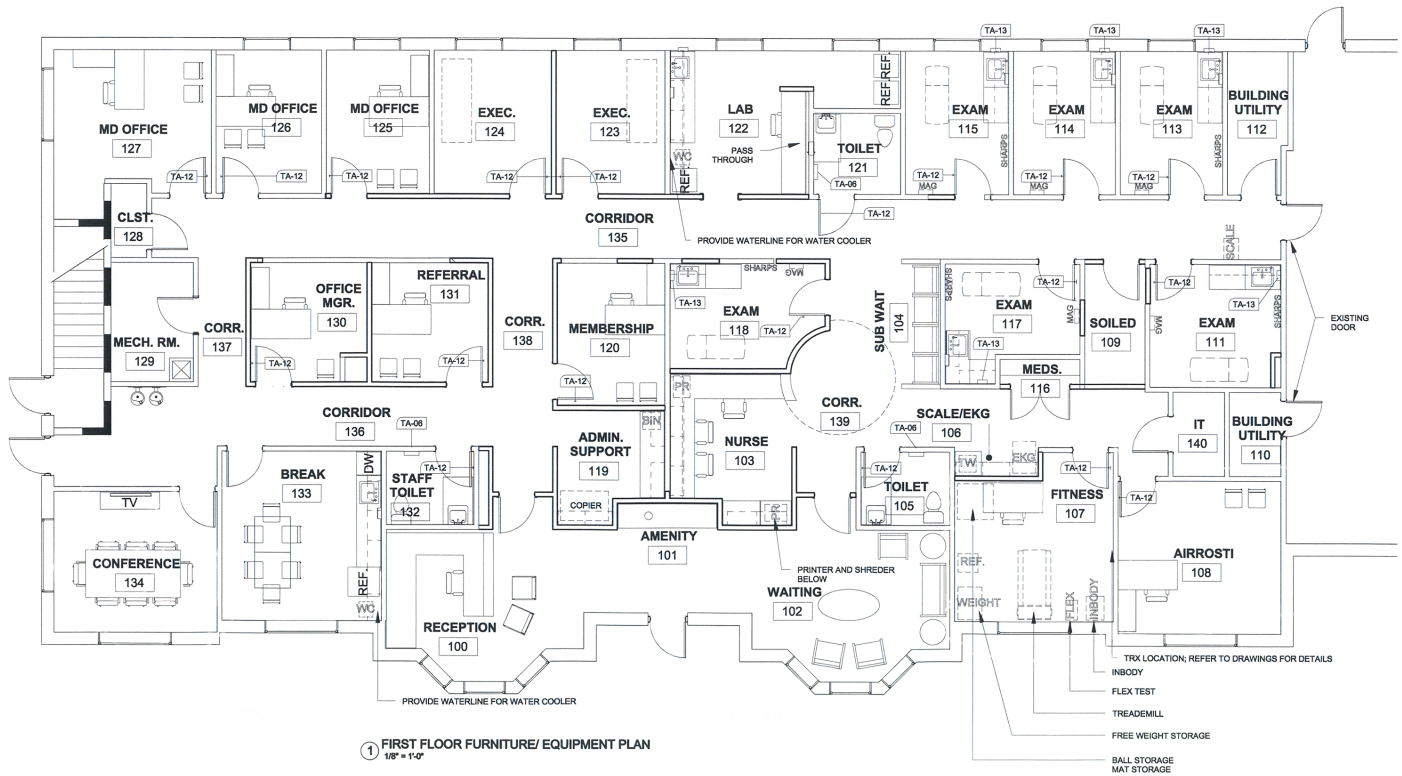 TA-13
TA-13
TA-13
MD OFFICE
127
MD OFFICE
126
MD OFFICE
125
EXEC.
124
EXEC.
123
LAB
122
REF.
REF.
EXAM
115
EXAM
114
EXAM
113
BUILDING
UTILITY
112
PASS
THROUGH
TOILET
121
TA-06
WC
REF.
SHARPS
SHARPS
SHARPS
TA-12
TA-12
TA-12
TA-12
TA-12
TA-12
TA-12
TA-12
MAG
MAG
MAG
TA-12
CLST.
128
CORRIDOR
135
PROVIDE WATERLINE FOR WATER COOLER
SCALE
OFFICE
MGR.
130
REFERRAL
131
CORR.
137
MECH. RM.
129
CORR.
138
MEMBERSHIP
120
SHARPS
MAG
TA-13
EXAM
118
TA-12
SUB WAIT
104
SHARPS
EXAM
117
TA-12
MAG
TA-13
SOILED
109
TA-12
TA-13
MAG
EXAM
111
SHARPS
EXISTING
DOOR
MEDS.
116
TA-12
TA-12
TA-12
PR
CORRIDOR
136
TA-06
BIN
ADMIN.
SUPPORT
119
COPIER
NURSE
103
CORR.
139
SCALE/EKG
106
TA-06
IT
140
BUILDING
UTILITY
110
BREAK
133
DW
STAFF
TOILET
132
TA-12
TA-12
TOILET
105
TW
EKG
TA-12
TA-12
FITNESS
107
TV
CONFERENCE
134
REF.
WC
AMENITY
101
PR
PRINTER AND SHREDER
BELOW
WAITING
102
REF.
WEIGHT
FLEX
INBODY
AIRROSTI
108
RECEPTION
100
PROVIDE WATERLINE FOR WATER COOLER
TRX LOCATION; REFER TO DRAWINGS FOR DETAILS
INBODY
FLEX TEST
TREADEMILL
FREE WEIGHT STORAGE
BALL STORAGE
MAT STORAGE
1
FIRST FLOOR FURNITURE/ EQUIPMENT PLAN
1/8" = 1'-0"